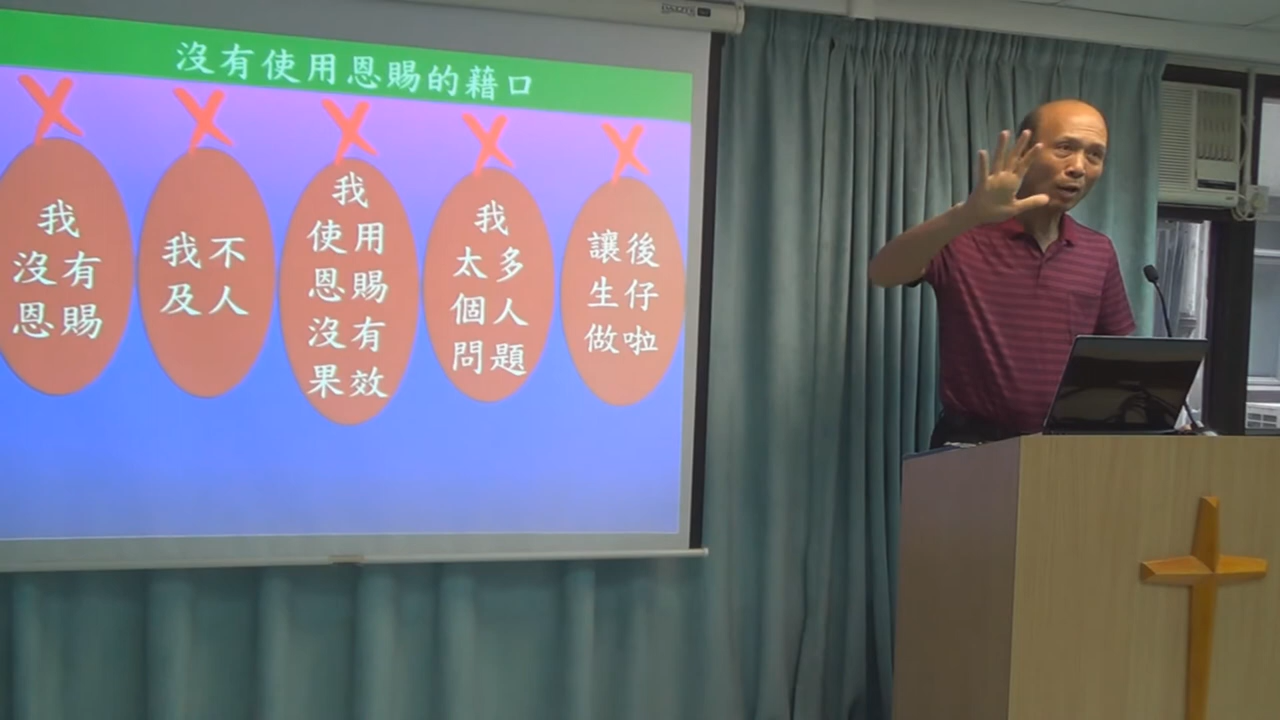 沒有使用恩賜的藉口
我
沒有
恩賜
我不
及人
我
使用
恩賜
沒有
果效
我
太多
個人
問題
讓後
生仔
做啦